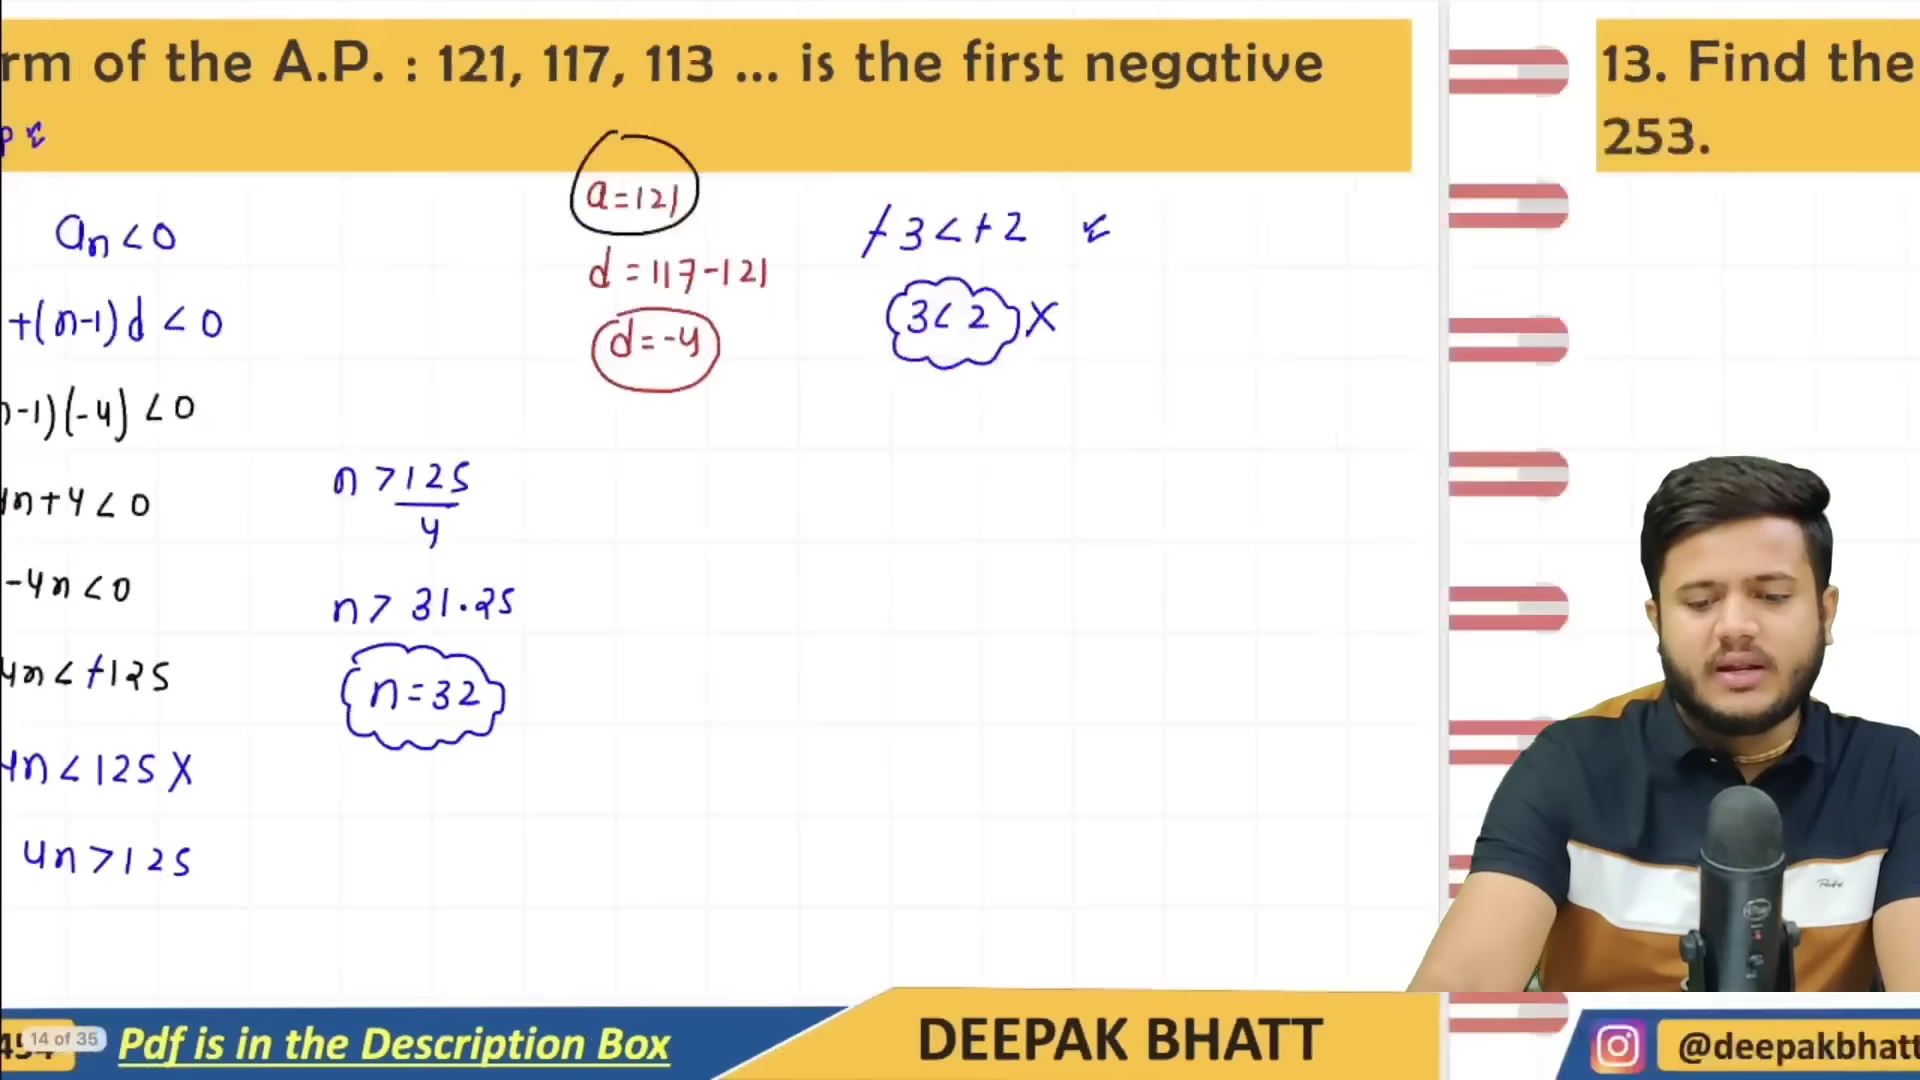 rm of the A.P. : 121, 117, 113 ... is the first negative
an < 0
+(n-1)d < 0
n-1)(-4) < 0
4n+4 < 0
-4n < 0
4n < +125
4n < 125 X
4n > 125
n > 125/4
n > 31.25
n = 32
a = 121
d = 117-121
d = -4
-3 < +2
3 < 2 X
13. Find the
253.
14 of 35
Pdf is in the Description Box
DEEPAK BHATT
@deepakbhatt